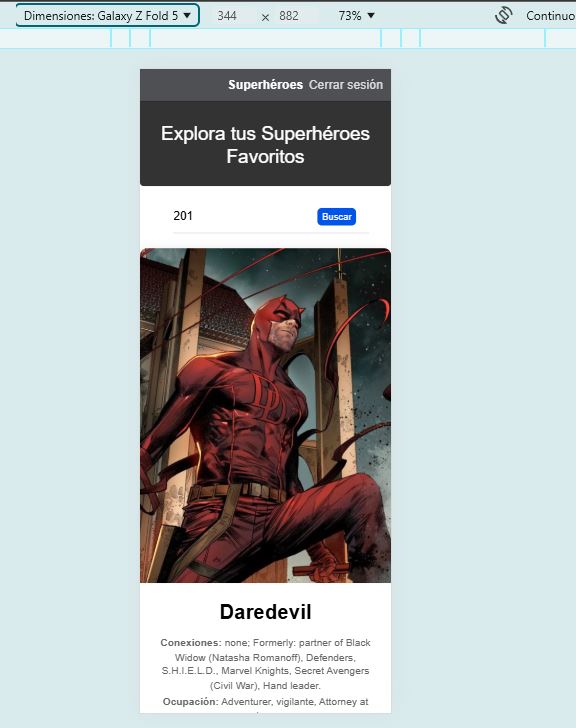 Dimensiones: Galaxy Z Fold 5 ▼ 344 × 882 73% ▼ Continuo
Superhéroes Cerrar sesión
Explora tus Superhéroes
Favoritos
201 Buscar
Daredevil
Conexiones: none; Formerly: partner of Black
Widow (Natasha Romanoff), Defenders,
S.H.I.E.L.D., Marvel Knights, Secret Avengers
(Civil War), Hand leader.
Ocupación: Adventurer, vigilante, Attorney at